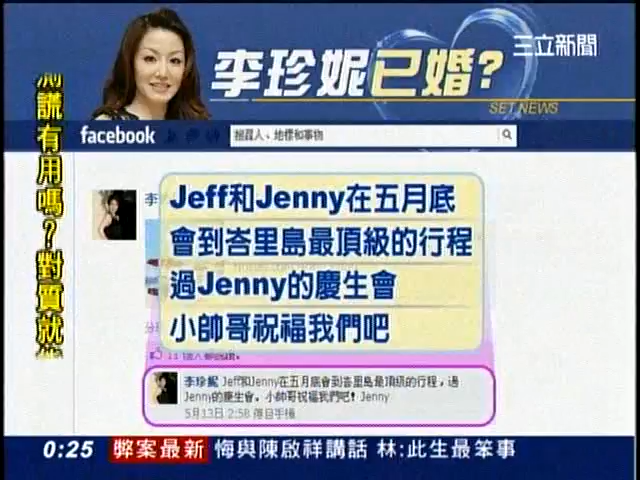 李珍妮已婚?
三立新聞
SET NEWS
謊有用嗎?對質就
facebook
搜尋人、地標和事物
李
Jeff和Jenny在五月底
會到峇里島最頂級的行程
過Jenny的慶生會
小帥哥祝福我們吧
李珍妮 Jeff和Jenny在五月底會到峇里島最頂級的行程,過
Jenny的慶生會。小帥哥祝福我們吧! Jenny
5月13日 2:58 傳自手機
0:25 弊案最新 悔與陳啟祥講話 林:此生最笨事